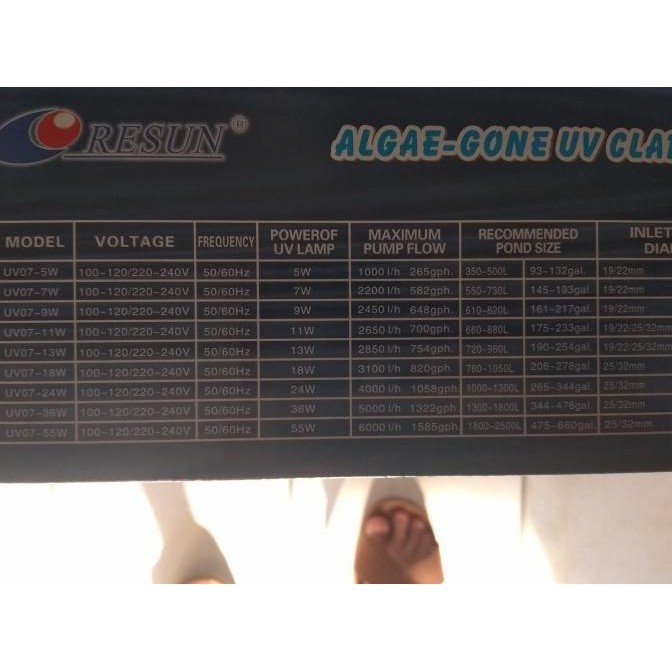 RESUN®
ALGAE-GONE UV CLA
MODEL VOLTAGE FREQUENCY POWEROF UV LAMP MAXIMUM PUMP FLOW RECOMMENDED POND SIZE INLET DIA
UV07-5W 100-120/220-240V 50/60Hz 5W 1000 l/h 265gph. 350-500L 93-132gal. 19/22mm
UV07-7W 100-120/220-240V 50/60Hz 7W 2200 l/h 582gph. 550-730L 145-193gal. 19/22mm
UV07-9W 100-120/220-240V 50/60Hz 9W 2450 l/h 648gph. 610-820L 161-217gal. 19/22mm
UV07-11W 100-120/220-240V 50/60Hz 11W 2650 l/h 700gph. 660-880L 175-233gal. 19/22/25/32mm
UV07-13W 100-120/220-240V 50/60Hz 13W 2850 l/h 754gph. 720-950L 190-254gal. 19/22/25/32mm
UV07-18W 100-120/220-240V 50/60Hz 18W 3100 l/h 820gph. 780-1050L 206-278gal. 25/32mm
UV07-24W 100-120/220-240V 50/60Hz 24W 4000 l/h 1058gph. 1000-1300L 265-344gal. 25/32mm
UV07-36W 100-120/220-240V 50/60Hz 36W 5000 l/h 1322gph. 1300-1800L 344-476gal. 25/32mm
UV07-55W 100-120/220-240V 50/60Hz 55W 6000 l/h 1585gph. 1800-2500L 475-660gal. 25/32mm